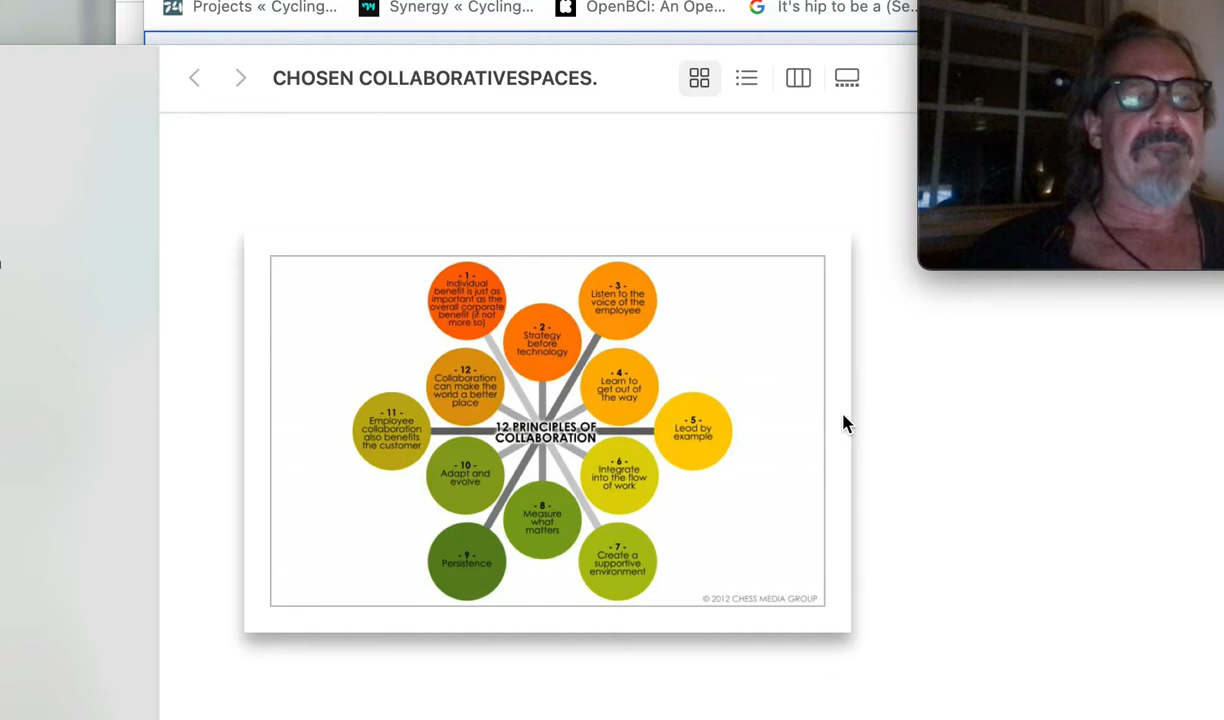 Projects « Cycling...
Synergy « Cycling...
OpenBCI: An Ope...
It's hip to be a (Se...
CHOSEN COLLABORATIVESPACES.
- 1 -
Individual
benefit is just as
important as the
overall corporate
benefit (if not
more so)
- 2 -
Strategy
before
technology
- 3 -
Listen to the
voice of the
employee
- 12 -
Collaboration
can make the
world a better
place
- 4 -
Learn to
get out of
the way
- 11 -
Employee
collaboration
also benefits
the customer
12 PRINCIPLES OF
COLLABORATION
- 5 -
Lead by
example
- 10 -
Adapt and
evolve
- 6 -
Integrate
into the flow
of work
- 8 -
Measure
what
matters
- 9 -
Persistence
- 7 -
Create a
supportive
environment
© 2012 CHESS MEDIA GROUP